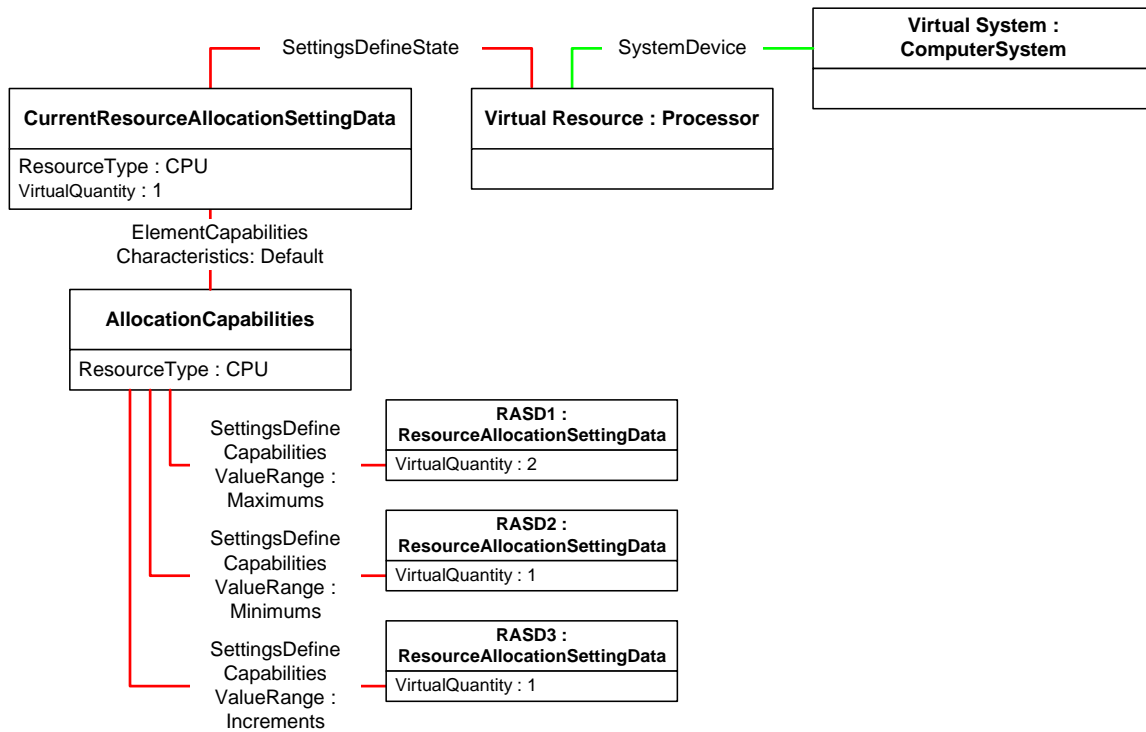 Virtual System :
ComputerSystem
SettingsDefineState
SystemDevice
CurrentResourceAllocationSettingData
ResourceType : CPU
VirtualQuantity : 1
Virtual Resource : Processor
ElementCapabilities
Characteristics: Default
AllocationCapabilities
ResourceType : CPU
SettingsDefine
Capabilities
ValueRange :
Maximums
RASD1 :
ResourceAllocationSettingData
VirtualQuantity : 2
SettingsDefine
Capabilities
ValueRange :
Minimums
RASD2 :
ResourceAllocationSettingData
VirtualQuantity : 1
SettingsDefine
Capabilities
ValueRange :
Increments
RASD3 :
ResourceAllocationSettingData
VirtualQuantity : 1